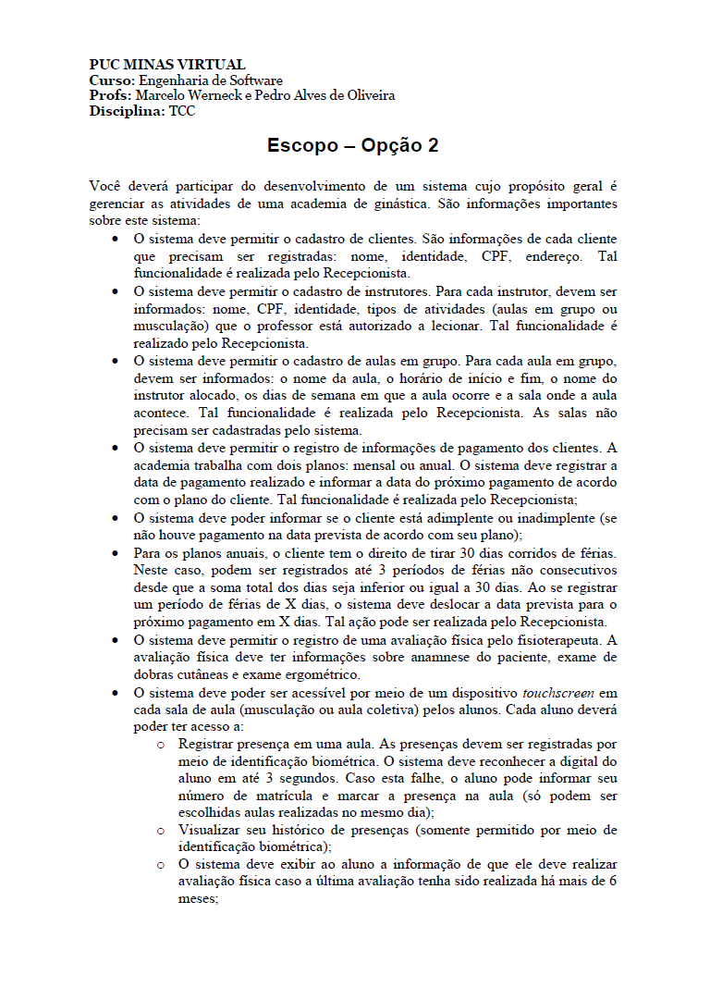 PUC MINAS VIRTUAL
Curso: Engenharia de Software
Profs: Marcelo Werneck e Pedro Alves de Oliveira
Disciplina: TCC
Escopo – Opção 2
Você deverá participar do desenvolvimento de um sistema cujo propósito geral é
gerenciar as atividades de uma academia de ginástica. São informações importantes
sobre este sistema:
• O sistema deve permitir o cadastro de clientes. São informações de cada cliente
que precisam ser registradas: nome, identidade, CPF, endereço. Tal
funcionalidade é realizada pelo Recepcionista.
• O sistema deve permitir o cadastro de instrutores. Para cada instrutor, devem ser
informados: nome, CPF, identidade, tipos de atividades (aulas em grupo ou
musculação) que o professor está autorizado a lecionar. Tal funcionalidade é
realizado pelo Recepcionista.
• O sistema deve permitir o cadastro de aulas em grupo. Para cada aula em grupo,
devem ser informados: o nome da aula, o horário de início e fim, o nome do
instrutor alocado, os dias de semana em que a aula ocorre e a sala onde a aula
acontece. Tal funcionalidade é realizada pelo Recepcionista. As salas não
precisam ser cadastradas pelo sistema.
• O sistema deve permitir o registro de informações de pagamento dos clientes. A
academia trabalha com dois planos: mensal ou anual. O sistema deve registrar a
data de pagamento realizado e informar a data do próximo pagamento de acordo
com o plano do cliente. Tal funcionalidade é realizada pelo Recepcionista;
• O sistema deve poder informar se o cliente está adimplente ou inadimplente (se
não houve pagamento na data prevista de acordo com seu plano);
• Para os planos anuais, o cliente tem o direito de tirar 30 dias corridos de férias.
Neste caso, podem ser registrados até 3 períodos de férias não consecutivos
desde que a soma total dos dias seja inferior ou igual a 30 dias. Ao se registrar
um período de férias de X dias, o sistema deve deslocar a data prevista para o
próximo pagamento em X dias. Tal ação pode ser realizada pelo Recepcionista.
• O sistema deve permitir o registro de uma avaliação física pelo fisioterapeuta. A
avaliação física deve ter informações sobre anamnese do paciente, exame de
dobras cutâneas e exame ergométrico.
• O sistema deve poder ser acessível por meio de um dispositivo touchscreen em
cada sala de aula (musculação ou aula coletiva) pelos alunos. Cada aluno deverá
poder ter acesso a:
o Registrar presença em uma aula. As presenças devem ser registradas por
meio de identificação biométrica. O sistema deve reconhecer a digital do
aluno em até 3 segundos. Caso esta falhe, o aluno pode informar seu
número de matrícula e marcar a presença na aula (só podem ser
escolhidas aulas realizadas no mesmo dia);
o Visualizar seu histórico de presenças (somente permitido por meio de
identificação biométrica);
o O sistema deve exibir ao aluno a informação de que ele deve realizar
avaliação física caso a última avaliação tenha sido realizada há mais de 6
meses;